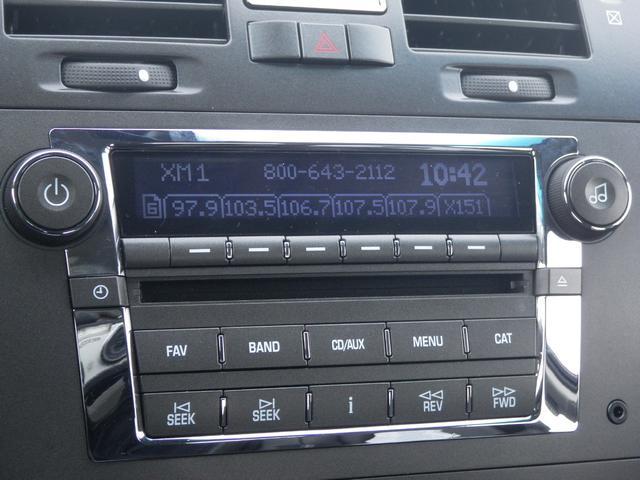 XM1 800-643-2112 10:42
6 97.9 103.5 106.7 107.5 107.9 X151
FAV BAND CD/AUX MENU CAT
SEEK SEEK i REV FWD